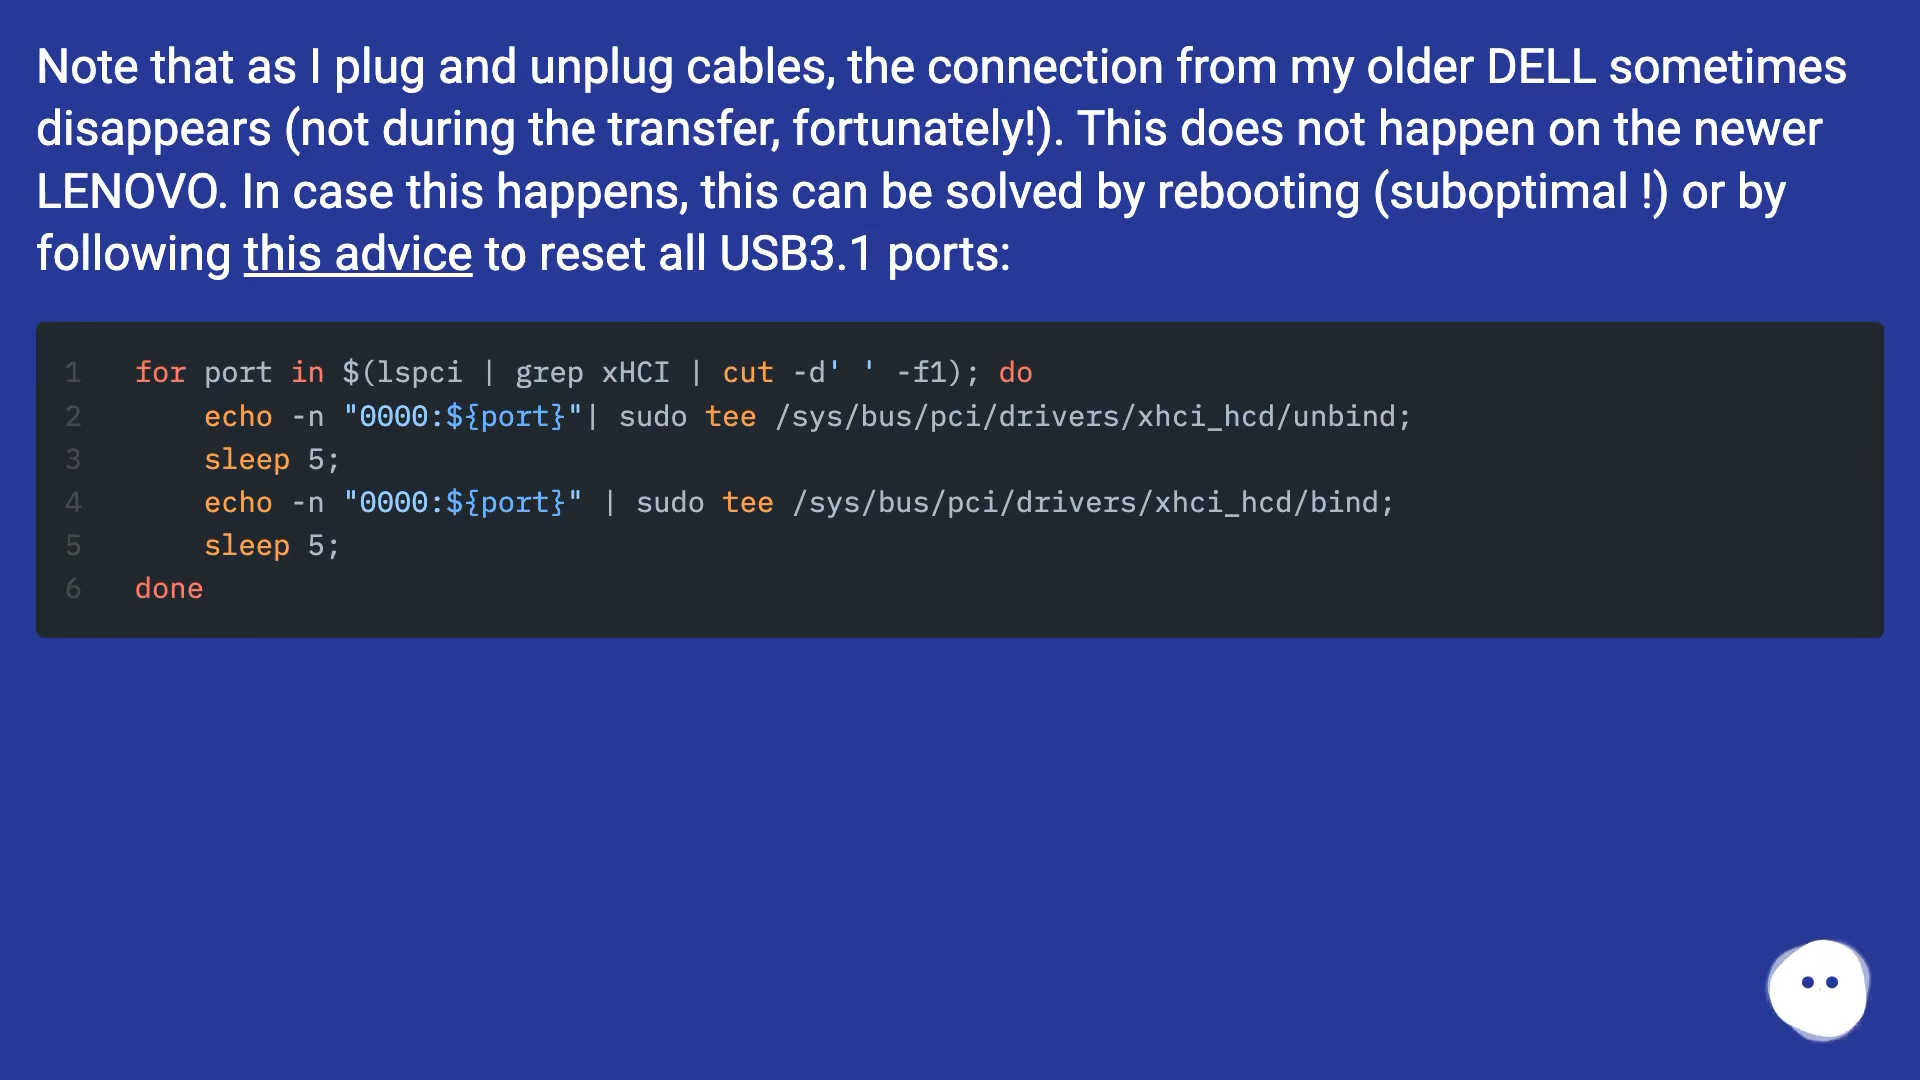 Note that as I plug and unplug cables, the connection from my older DELL sometimes
disappears (not during the transfer, fortunately!). This does not happen on the newer
LENOVO. In case this happens, this can be solved by rebooting (suboptimal !) or by
following this advice to reset all USB3.1 ports:
1 for port in $(lspci | grep xHCI | cut -d' ' -f1); do
2     echo -n "0000:${port}"| sudo tee /sys/bus/pci/drivers/xhci_hcd/unbind;
3     sleep 5;
4     echo -n "0000:${port}" | sudo tee /sys/bus/pci/drivers/xhci_hcd/bind;
5     sleep 5;
6 done